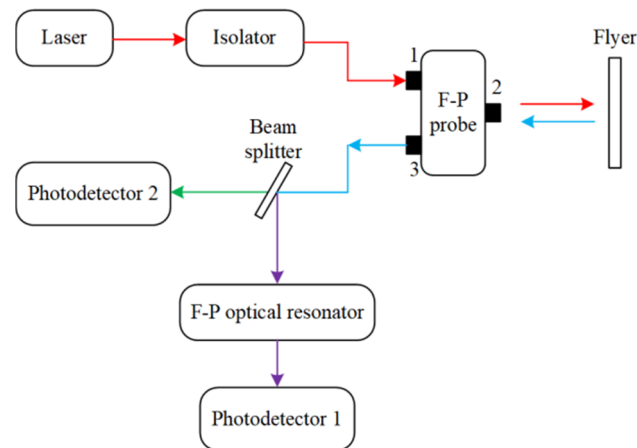 Laser
Isolator
Flyer
1
F-P
probe
2
3
Beam
splitter
Photodetector 2
F-P optical resonator
Photodetector 1